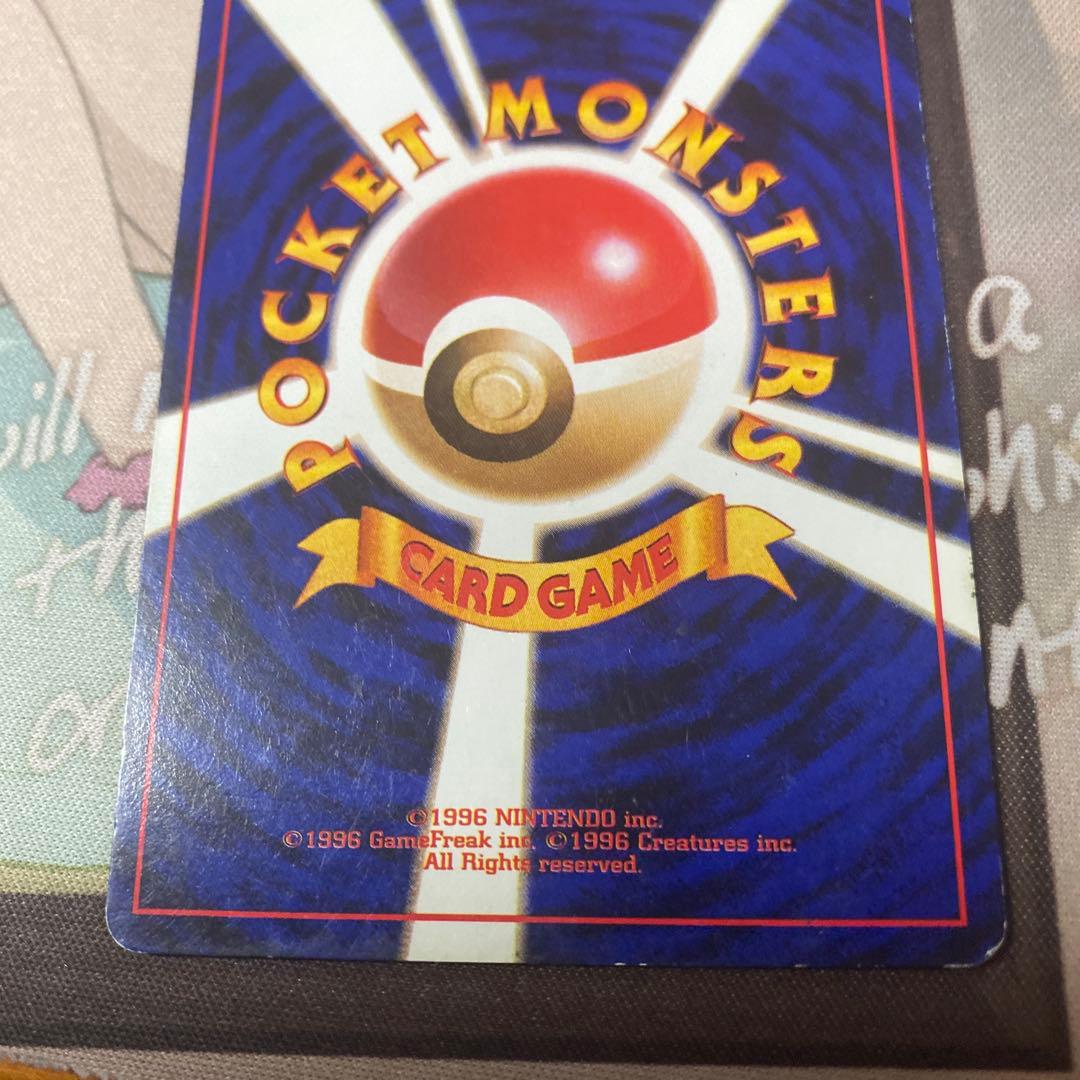 POCKET MONSTERS
CARD GAME
©1996 NINTENDO inc.
©1996 GameFreak inc. ©1996 Creatures inc.
All Rights reserved.
a